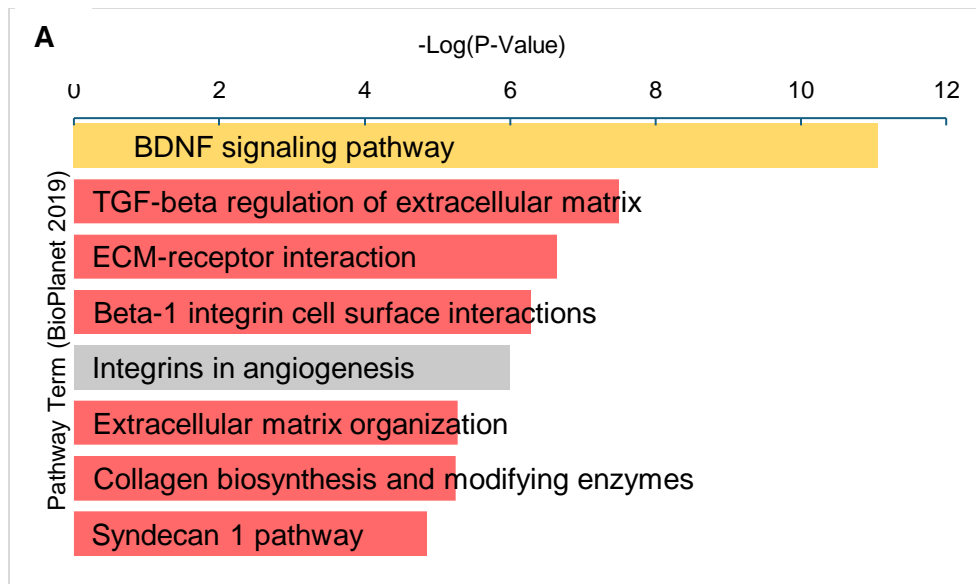 A
-Log(P-Value)
0 2 4 6 8 10 12
Pathway Term (BioPlanet 2019)
BDNF signaling pathway
TGF-beta regulation of extracellular matrix
ECM-receptor interaction
Beta-1 integrin cell surface interactions
Integrins in angiogenesis
Extracellular matrix organization
Collagen biosynthesis and modifying enzymes
Syndecan 1 pathway